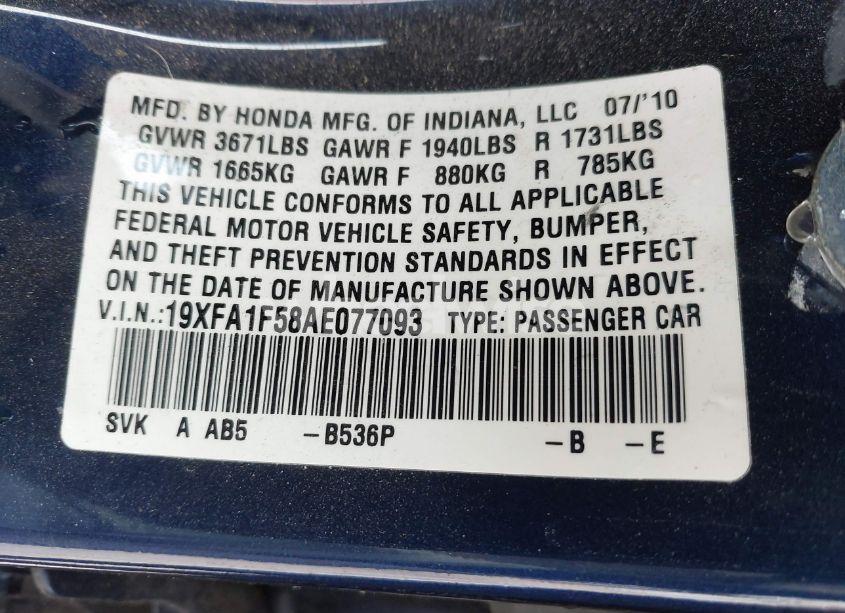 MFD. BY HONDA MFG. OF INDIANA, LLC 07/'10
GVWR 3671LBS GAWR F 1940LBS R 1731LBS
GVWR 1665KG GAWR F 880KG R 785KG
THIS VEHICLE CONFORMS TO ALL APPLICABLE
FEDERAL MOTOR VEHICLE SAFETY, BUMPER,
AND THEFT PREVENTION STANDARDS IN EFFECT
ON THE DATE OF MANUFACTURE SHOWN ABOVE.
V.I.N.:19XFA1F58AE077093 TYPE: PASSENGER CAR
SVK A AB5 -B536P -B -E